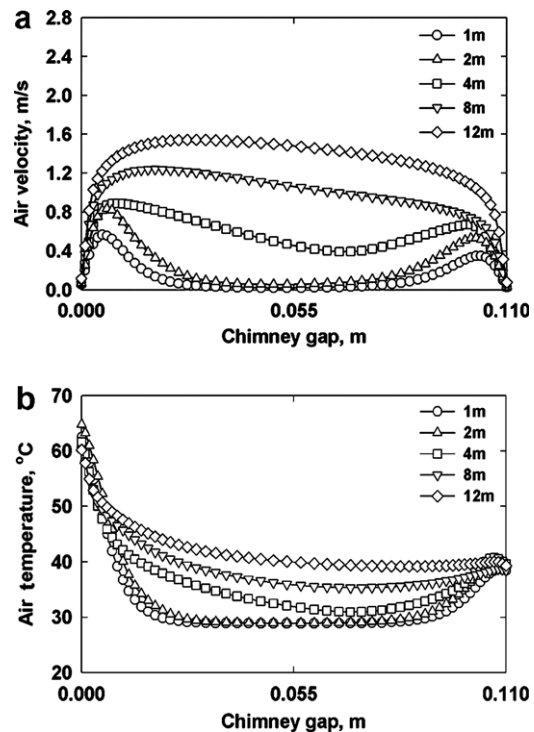 a
2.8
2.4
2.0
1.6
1.2
0.8
0.4
0.0
Air velocity, m/s
1m
2m
4m
8m
12m
0.000
0.055
0.110
Chimney gap, m
b
70
60
50
40
30
20
Air temperature, °C
1m
2m
4m
8m
12m
0.000
0.055
0.110
Chimney gap, m